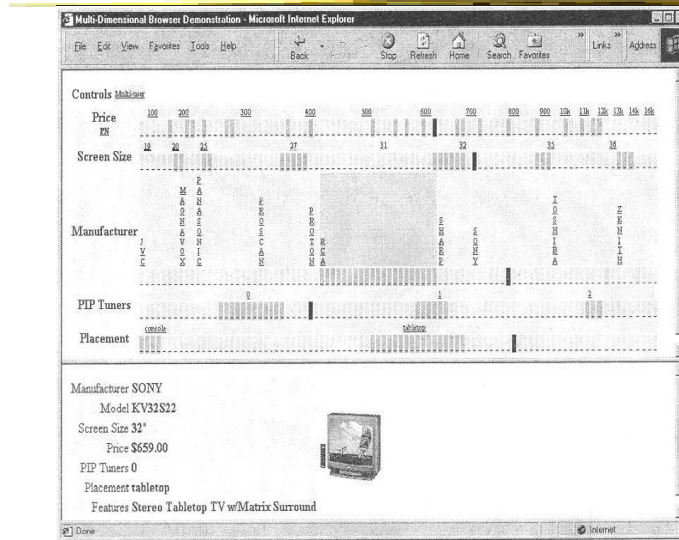 Multi-Dimensional Browser Demonstration - Microsoft Internet Explorer
File Edit View Favorites Tools Help
Back Forward Stop Refresh Home Search Favorites » Links » Address
Controls Multi-user
Price 100 200 300 400 500 600 700 800 900 10k 11k 12k 13k 14k 16k
FN
Screen Size 19 20 25 27 31 32 35 36
Manufacturer JVC MAGNAVOX PANASONIC PROSCAN PROTON RCA SHARP SONY TOSHIBA ZENITH
PIP Tuners 0 1 2
Placement console tabletop
Manufacturer SONY
Model KV32S22
Screen Size 32"
Price $659.00
PIP Tuners 0
Placement tabletop
Features Stereo Tabletop TV w/Matrix Surround
Done Internet